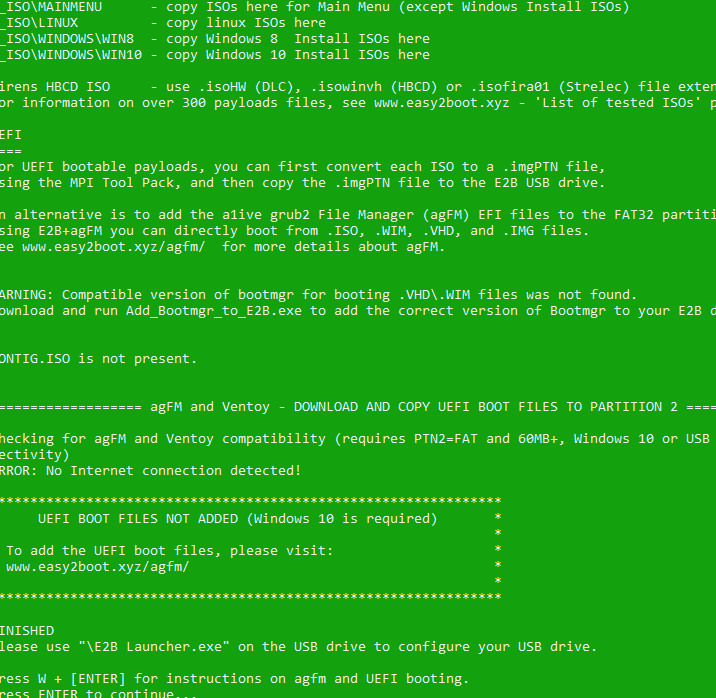 _ISO\MAINMENU      - copy ISOs here for Main Menu (except Windows Install ISOs)
_ISO\LINUX         - copy linux ISOs here
_ISO\WINDOWS\WIN8  - copy Windows 8  Install ISOs here
_ISO\WINDOWS\WIN10 - copy Windows 10 Install ISOs here
irens HBCD ISO     - use .isoHW (DLC), .isowinvh (HBCD) or .isofira01 (Strelec) file exten
or information on over 300 payloads files, see www.easy2boot.xyz - 'List of tested ISOs' p
EFI
===
or UEFI bootable payloads, you can first convert each ISO to a .imgPTN file,
sing the MPI Tool Pack, and then copy the .imgPTN file to the E2B USB drive.
n alternative is to add the a1ive grub2 File Manager (agFM) EFI files to the FAT32 partiti
sing E2B+agFM you can directly boot from .ISO, .WIM, .VHD, and .IMG files.
ee www.easy2boot.xyz/agfm/  for more details about agFM.
ARNING: Compatible version of bootmgr for booting .VHD\.WIM files was not found.
ownload and run Add_Bootmgr_to_E2B.exe to add the correct version of Bootmgr to your E2B d
ONTIG.ISO is not present.
================== agFM and Ventoy - DOWNLOAD AND COPY UEFI BOOT FILES TO PARTITION 2 ====
hecking for agFM and Ventoy compatibility (requires PTN2=FAT and 60MB+, Windows 10 or USB
ectivity)
RROR: No Internet connection detected!
***************************************************************
UEFI BOOT FILES NOT ADDED (Windows 10 is required)       *
*
To add the UEFI boot files, please visit:                    *
www.easy2boot.xyz/agfm/                                      *
*
***************************************************************
INISHED
lease use "\E2B Launcher.exe" on the USB drive to configure your USB drive.
ress W + [ENTER] for instructions on agfm and UEFI booting.
ress ENTER to continue...